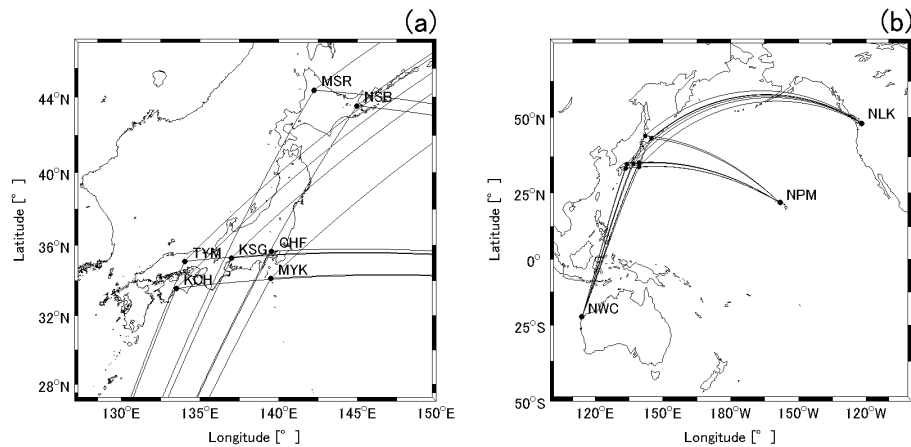 (a)
44°N
40°N
36°N
32°N
28°N
Latitude [°]
MSR
NSB
TYM
KSG
CHF
KCH
MYK
130°E 135°E 140°E 145°E 150°E
Longitude [°]
(b)
50°N
25°N
0°
25°S
50°S
Latitude [°]
NLK
NPM
NWC
120°E 150°E 180°W 150°W 120°W
Longitude [°]